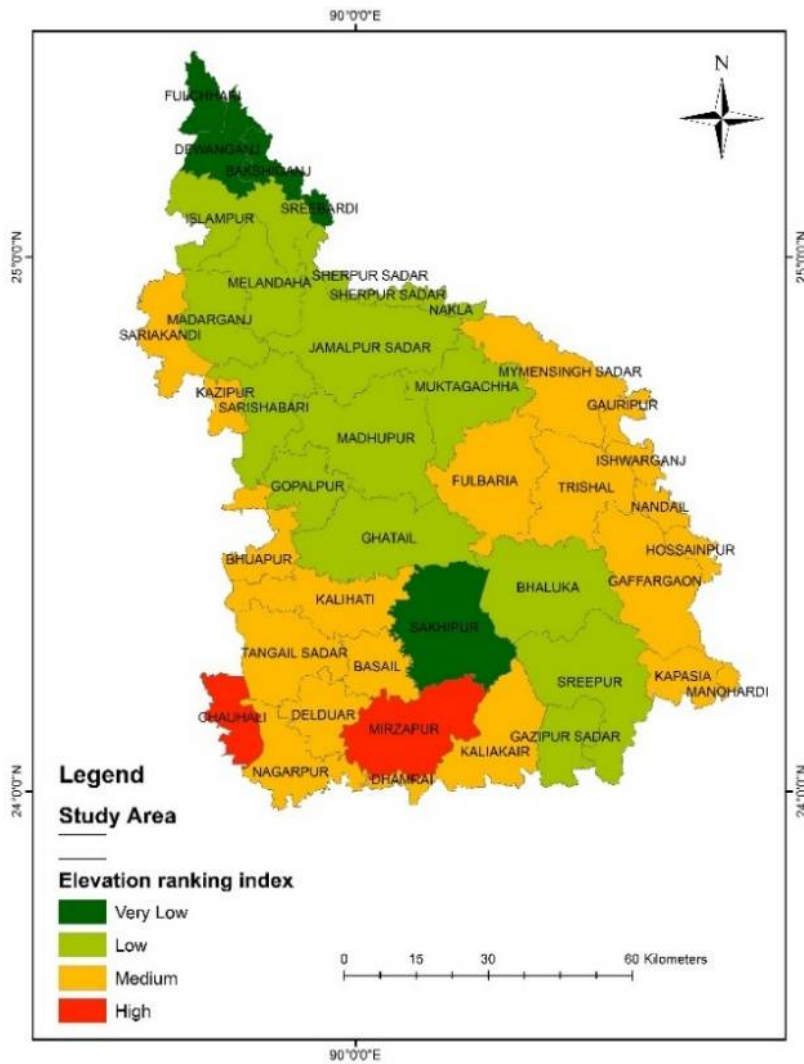 90°0'0"E
N
FULCHHARI
DEWANGANJ
BAKSHIGANJ
SREEBARDI
ISLAMPUR
25°0'0"N
25°0'0"N
SHERPUR SADAR
MELANDAHA
SHERPUR SADAR
NAKLA
MADARGANJ
SARIAKANDI
JAMALPUR SADAR
MYMENSINGH SADAR
MUKTAGACHHA
KAZIPUR
SARISHABARI
GAURIPUR
MADHUPUR
ISHWARGANJ
FULBARIA
TRISHAL
GOPALPUR
NANDAIL
GHATAIL
HOSSAINPUR
BHUAPUR
GAFFARGAON
BHALUKA
KALIHATI
SAKHIPUR
TANGAIL SADAR
BASAIL
KAPASIA
SREEPUR
MANOHARDI
CHAUHALI
DELDUAR
MIRZAPUR
GAZIPUR SADAR
KALIAKAIR
NAGARPUR
DHAMRAI
24°0'0"N
24°0'0"N
Legend
Study Area
Elevation ranking index
Very Low
Low
Medium
High
0 15 30 60 Kilometers
90°0'0"E